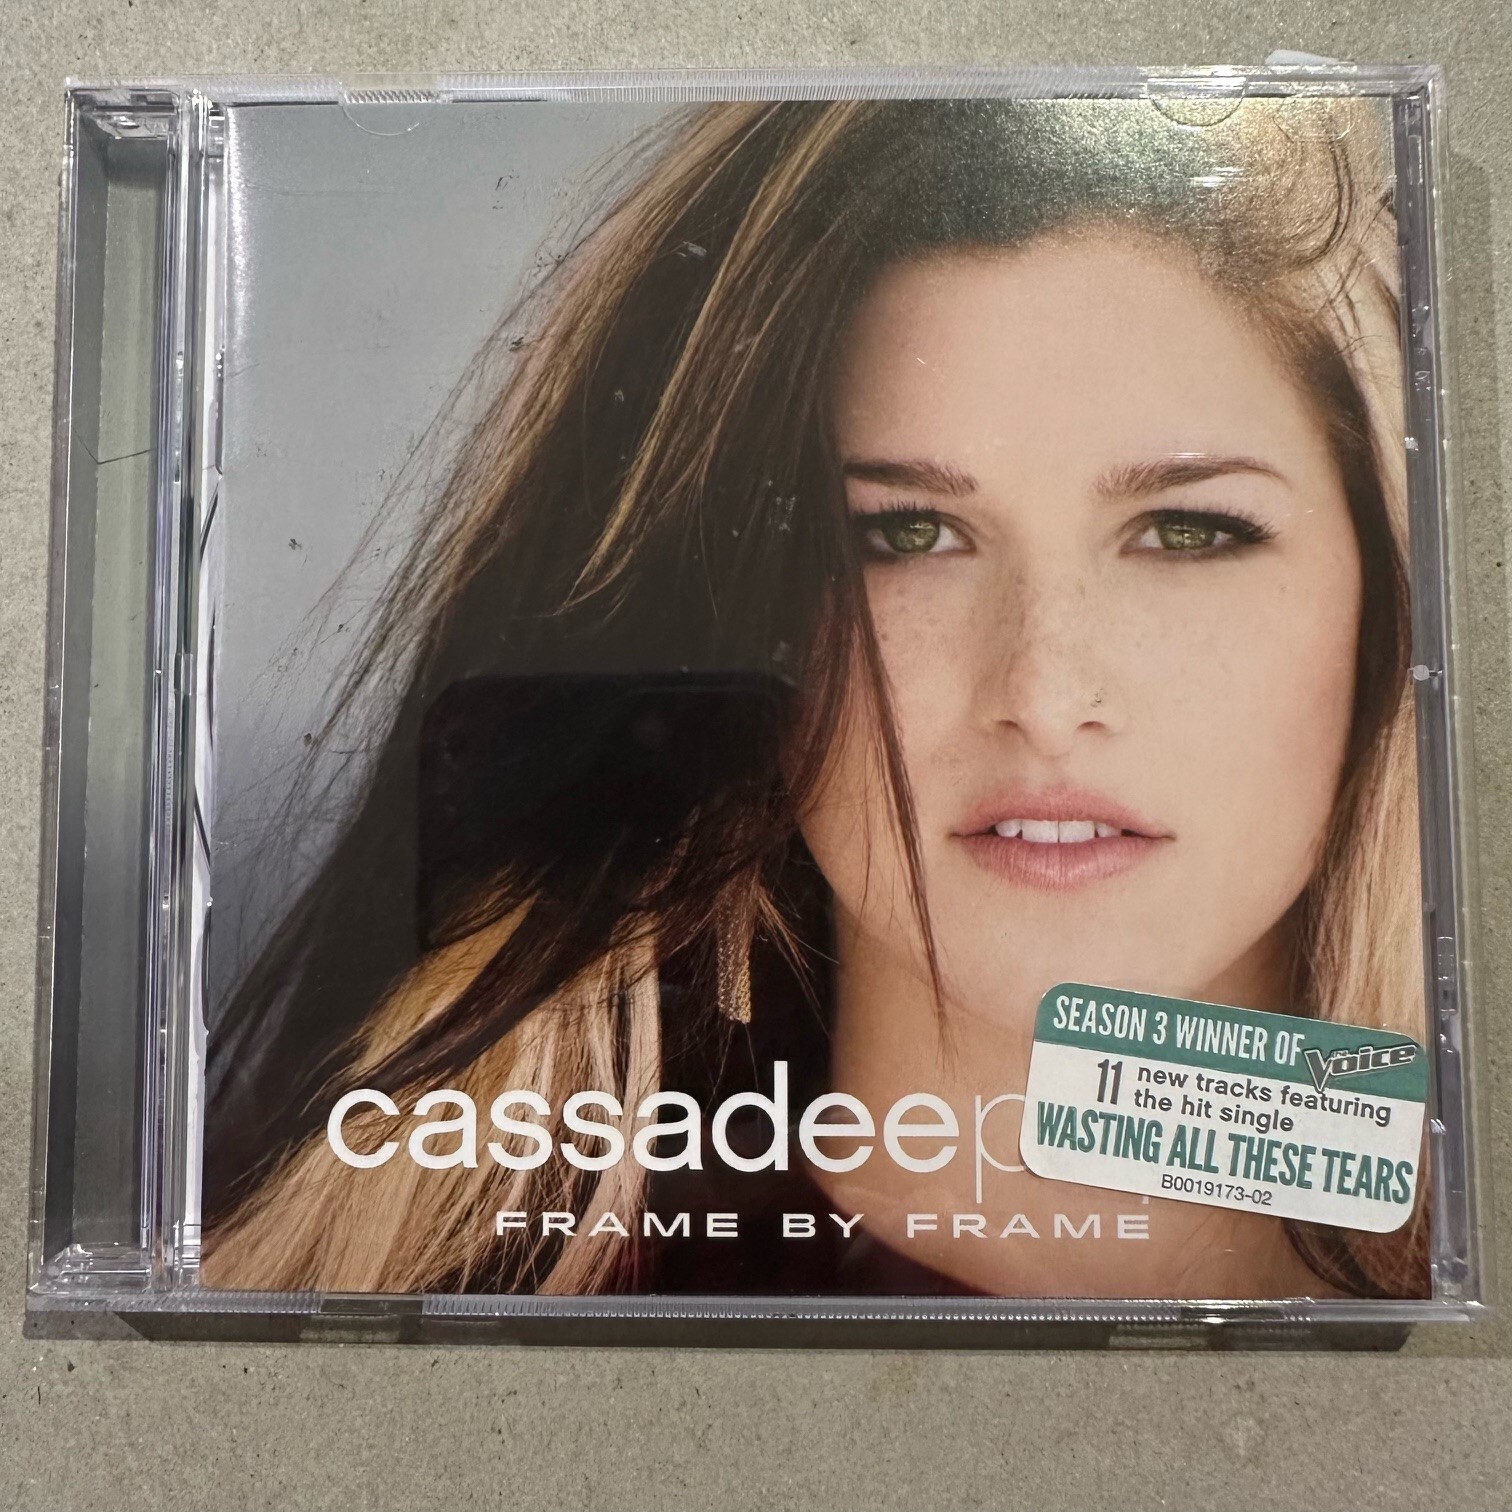 cassadee
FRAME BY FRAME
SEASON 3 WINNER OF the Voice
11 new tracks featuring
the hit single
WASTING ALL THESE TEARS
B0019173-02